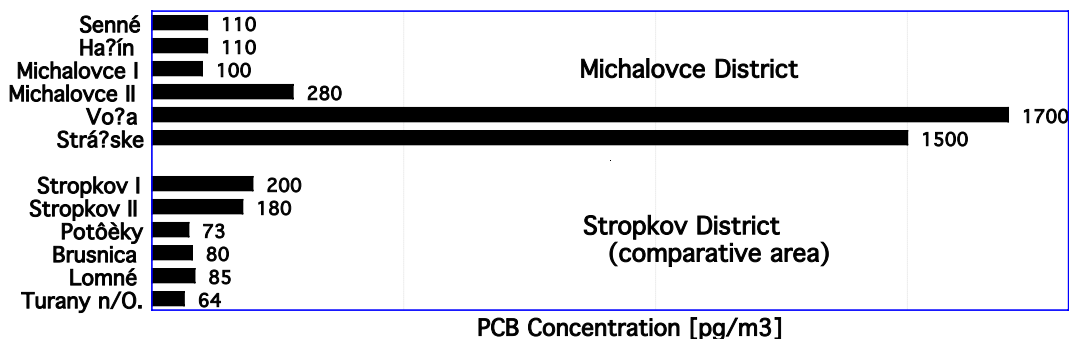 Senné 110
Ha?ín 110
Michalovce I 100
Michalovce District
Michalovce II 280
Vo?a 1700
Strá?ske 1500
Stropkov I 200
Stropkov II 180
Stropkov District
Potôèky 73
(comparative area)
Brusnica 80
Lomné 85
Turany n/O. 64
PCB Concentration [pg/m3]